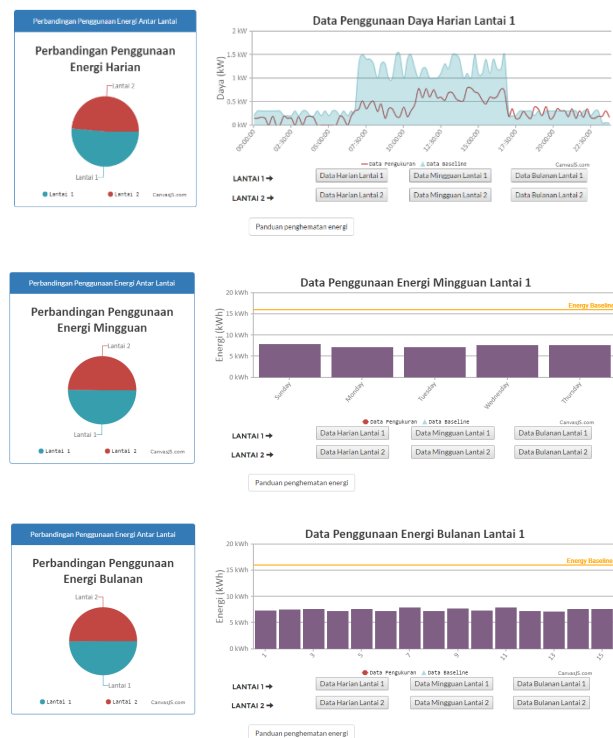 Perbandingan Penggunaan Energi Antar Lantai
Perbandingan Penggunaan
Energi Harian
Lantai 2
Lantai 1
Lantai 1 Lantai 2 CanvasJS.com
Data Penggunaan Daya Harian Lantai 1
Daya (kW)
2 kW
1.5 kW
1 kW
0.5 kW
0 kW
00:00:00 02:30:00 05:00:00 07:30:00 10:00:00 12:30:00 15:00:00 17:30:00 20:00:00 22:30:00
Data Pengukuran Data Baseline CanvasJS.com
LANTAI 1 → Data Harian Lantai 1 Data Mingguan Lantai 1 Data Bulanan Lantai 1
LANTAI 2 → Data Harian Lantai 2 Data Mingguan Lantai 2 Data Bulanan Lantai 2
Panduan penghematan energi
Perbandingan Penggunaan Energi Antar Lantai
Perbandingan Penggunaan
Energi Mingguan
Lantai 2
Lantai 1
Lantai 1 Lantai 2 CanvasJS.com
Data Penggunaan Energi Mingguan Lantai 1
Energi (kWh)
20 kWh
Energy Baseline
15 kWh
10 kWh
5 kWh
0 kWh
Sunday Monday Tuesday Wednesday Thursday
Data Pengukuran Data Baseline CanvasJS.com
LANTAI 1 → Data Harian Lantai 1 Data Mingguan Lantai 1 Data Bulanan Lantai 1
LANTAI 2 → Data Harian Lantai 2 Data Mingguan Lantai 2 Data Bulanan Lantai 2
Panduan penghematan energi
Perbandingan Penggunaan Energi Antar Lantai
Perbandingan Penggunaan
Energi Bulanan
Lantai 2
Lantai 1
Lantai 1 Lantai 2 CanvasJS.com
Data Penggunaan Energi Bulanan Lantai 1
Energi (kWh)
20 kWh
Energy Baseline
15 kWh
10 kWh
5 kWh
0 kWh
1 3 5 7 9 11 13 15
Data Pengukuran Data Baseline CanvasJS.com
LANTAI 1 → Data Harian Lantai 1 Data Mingguan Lantai 1 Data Bulanan Lantai 1
LANTAI 2 → Data Harian Lantai 2 Data Mingguan Lantai 2 Data Bulanan Lantai 2
Panduan penghematan energi